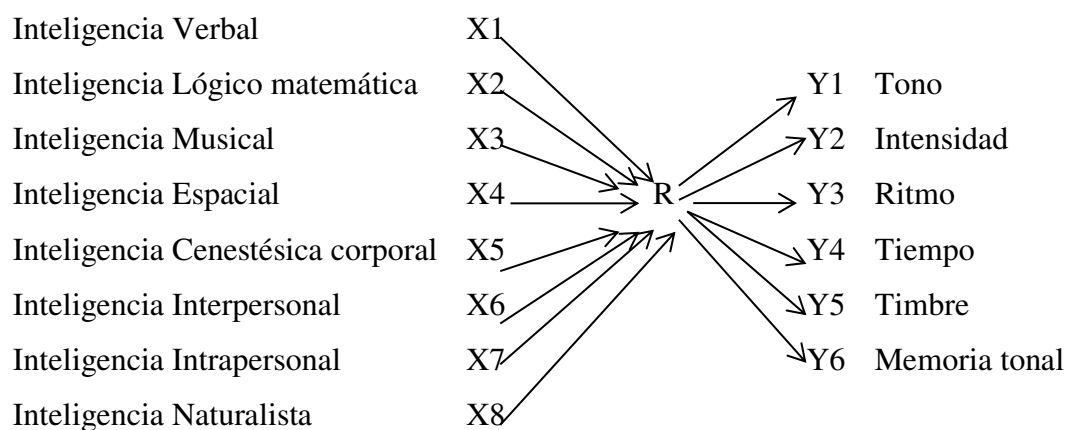 Inteligencia Verbal X1
Inteligencia Lógico matemática X2 Y1 Tono
Inteligencia Musical X3 Y2 Intensidad
Inteligencia Espacial X4 R Y3 Ritmo
Inteligencia Cenestésica corporal X5 Y4 Tiempo
Inteligencia Interpersonal X6 Y5 Timbre
Inteligencia Intrapersonal X7 Y6 Memoria tonal
Inteligencia Naturalista X8